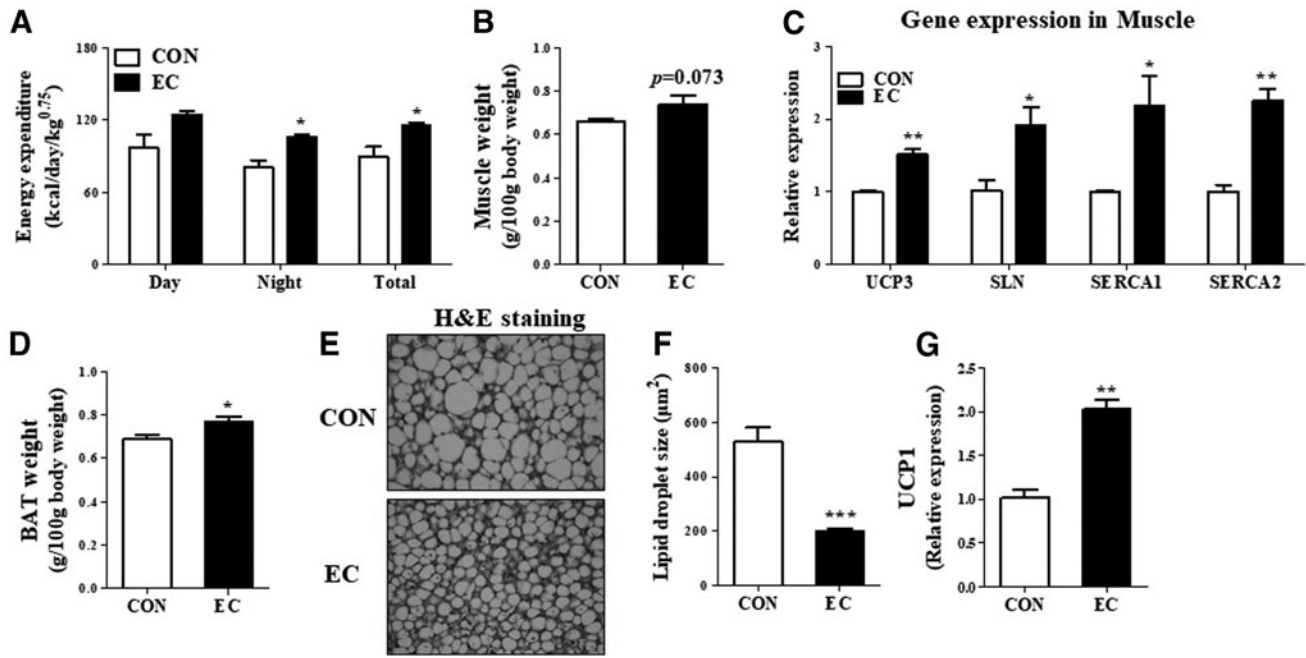 A
Energy expenditure
(kcal/day/kg0.75)
180
120
60
0
CON
EC
*
*
Day
Night
Total
B
Muscle weight
(g/100g body weight)
1.0
0.8
0.6
0.4
0.2
0.0
p=0.073
CON
EC
C
Gene expression in Muscle
Relative expression
3
2
1
0
CON
EC
**
*
*
**
UCP3
SLN
SERCA1
SERCA2
D
BAT weight
(g/100g body weight)
1.0
0.8
0.6
0.4
0.2
0.0
*
CON
EC
E
H&E staining
CON
EC
F
Lipid droplet size (μm²)
800
600
400
200
0
***
CON
EC
G
UCP1
(Relative expression)
2.5
2.0
1.5
1.0
0.5
0.0
**
CON
EC